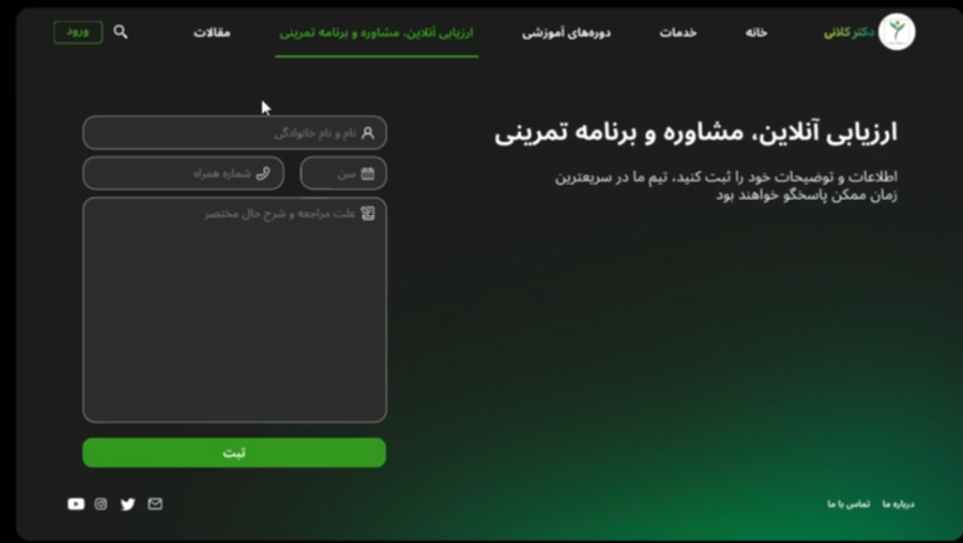 دکتر کلانی
خانه
خدمات
دوره‌های آموزشی
ارزیابی آنلاین، مشاوره و برنامه تمرینی
مقالات
ورود
ارزیابی آنلاین، مشاوره و برنامه تمرینی
اطلاعات و توضیحات خود را ثبت کنید، تیم ما در سریعترین
زمان ممکن پاسخگو خواهند بود
نام و نام خانوادگی
سن
شماره همراه
علت مراجعه و شرح حال مختصر
ثبت
درباره ما
تماس با ما